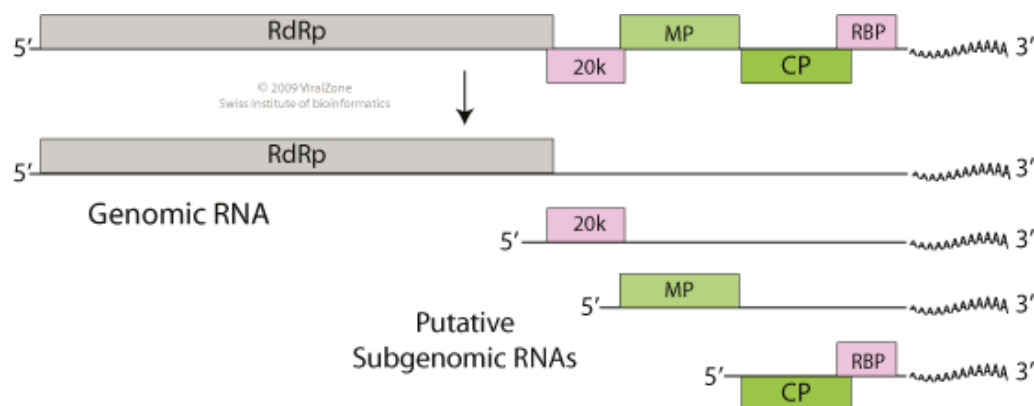 5′ RdRp 20k MP CP RBP 3′
© 2009 ViralZone
Swiss institute of bioinformatics
5′ RdRp 3′
Genomic RNA
5′ 20k 3′
5′ MP 3′
Putative
Subgenomic RNAs
5′ CP RBP 3′